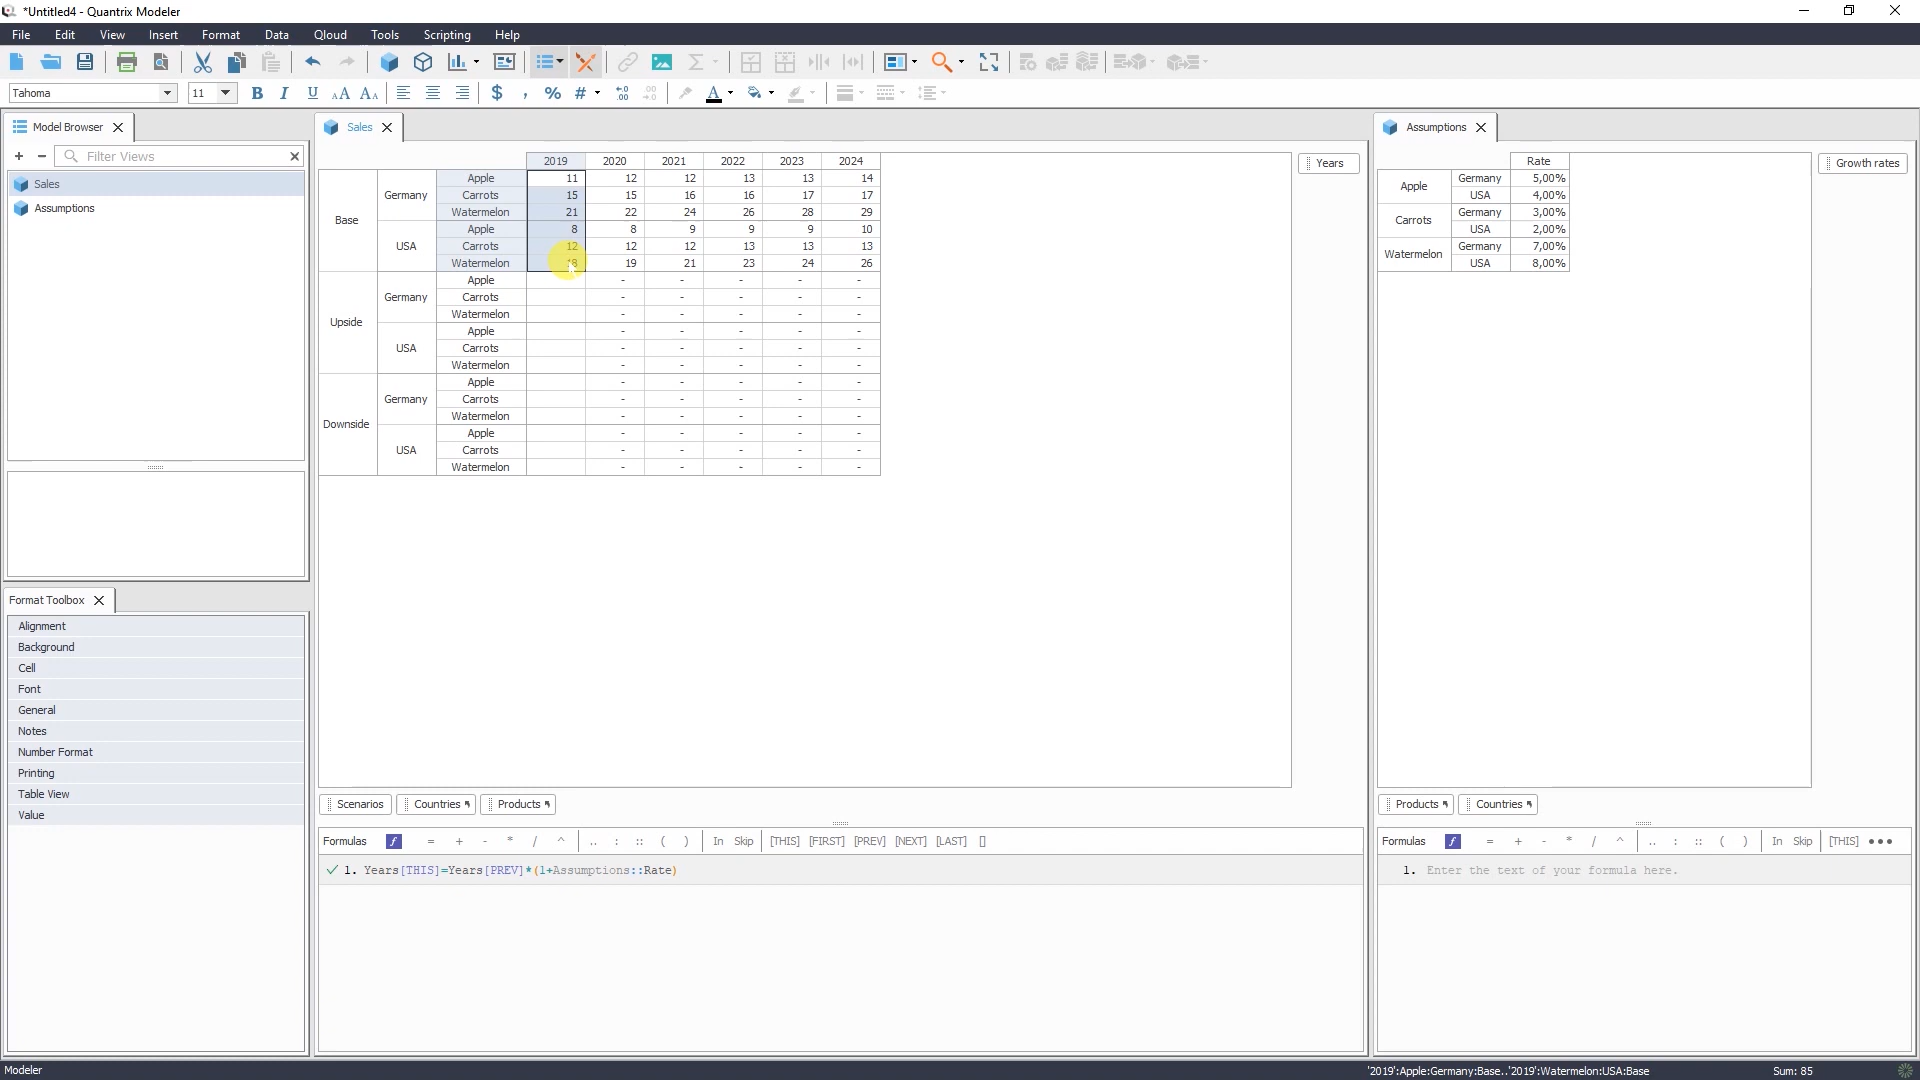 *Untitled4 - Quantrix Modeler
File Edit View Insert Format Data Qloud Tools Scripting Help
Tahoma 11 B I U AA AA $ , % # A
Model Browser
Filter Views
Sales
Assumptions
Format Toolbox
Alignment
Background
Cell
Font
General
Notes
Number Format
Printing
Table View
Value
Sales
2019 2020 2021 2022 2023 2024
Base Germany Apple 11 12 12 13 13 14
Carrots 15 15 16 16 17 17
Watermelon 21 22 24 26 28 29
USA Apple 8 8 9 9 9 10
Carrots 12 12 12 13 13 13
Watermelon 18 19 21 23 24 26
Upside Germany Apple - - - - -
Carrots - - - - -
Watermelon - - - - -
USA Apple - - - - -
Carrots - - - - -
Watermelon - - - - -
Downside Germany Apple - - - - -
Carrots - - - - -
Watermelon - - - - -
USA Apple - - - - -
Carrots - - - - -
Watermelon - - - - -
Years
Scenarios Countries Products
Formulas f = + - * / ^ .. : :: ( ) In Skip [THIS] [FIRST] [PREV] [NEXT] [LAST] []
1. Years[THIS]=Years[PREV]*(1+Assumptions::Rate)
Assumptions
Rate
Apple Germany 5,00%
USA 4,00%
Carrots Germany 3,00%
USA 2,00%
Watermelon Germany 7,00%
USA 8,00%
Growth rates
Products Countries
Formulas f = + - * / ^ .. : :: ( ) In Skip [THIS]
1. Enter the text of your formula here.
Modeler '2019':Apple:Germany:Base..'2019':Watermelon:USA:Base Sum: 85